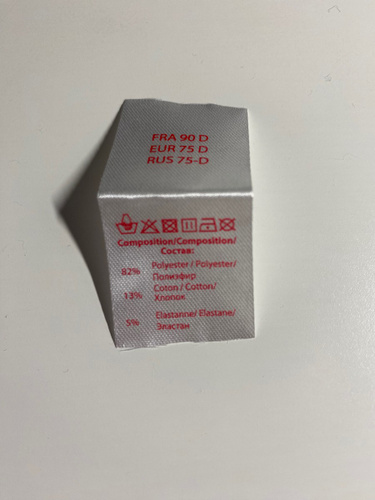 FRA 90 D
EUR 75 D
RUS 75-D
Composition/Composition/
Состав:
82% Polyester / Polyester/
Полиэфир
13% Coton / Cotton/
Хлопок
5% Elastanne/ Elastane/
Эластан